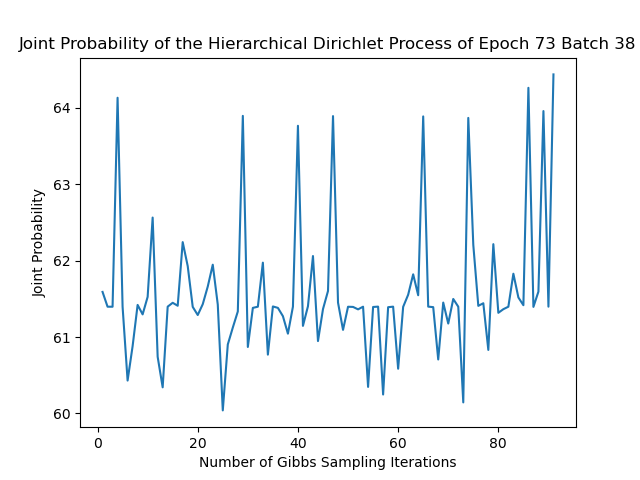 Joint Probability of the Hierarchical Dirichlet Process of Epoch 73 Batch 38
64
63
62
61
60
Joint Probability
0 20 40 60 80
Number of Gibbs Sampling Iterations